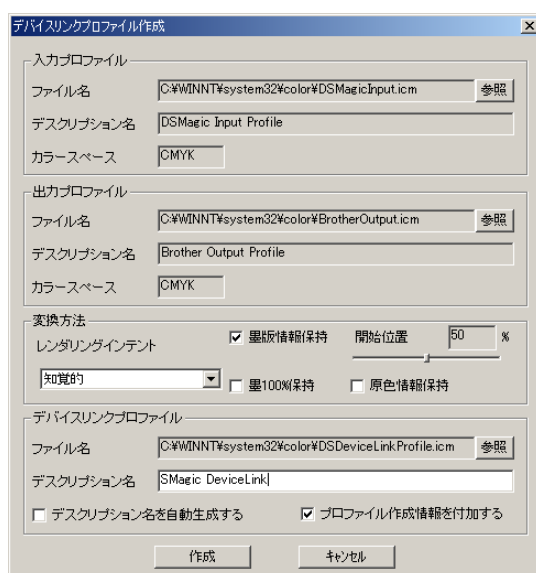 デバイスリンクプロファイル作成
入力プロファイル
ファイル名 C:¥WINNT¥system32¥color¥DSMagicInput.icm 参照
デスクリプション名 DSMagic Input Profile
カラースペース CMYK
出力プロファイル
ファイル名 C:¥WINNT¥system32¥color¥BrotherOutput.icm 参照
デスクリプション名 Brother Output Profile
カラースペース CMYK
変換方法
レンダリングインテント 墨版情報保持 開始位置 50 %
知覚的 墨100%保持 原色情報保持
デバイスリンクプロファイル
ファイル名 C:¥WINNT¥system32¥color¥DSDeviceLinkProfile.icm 参照
デスクリプション名 SMagic DeviceLink
デスクリプション名を自動生成する プロファイル作成情報を付加する
作成 キャンセル